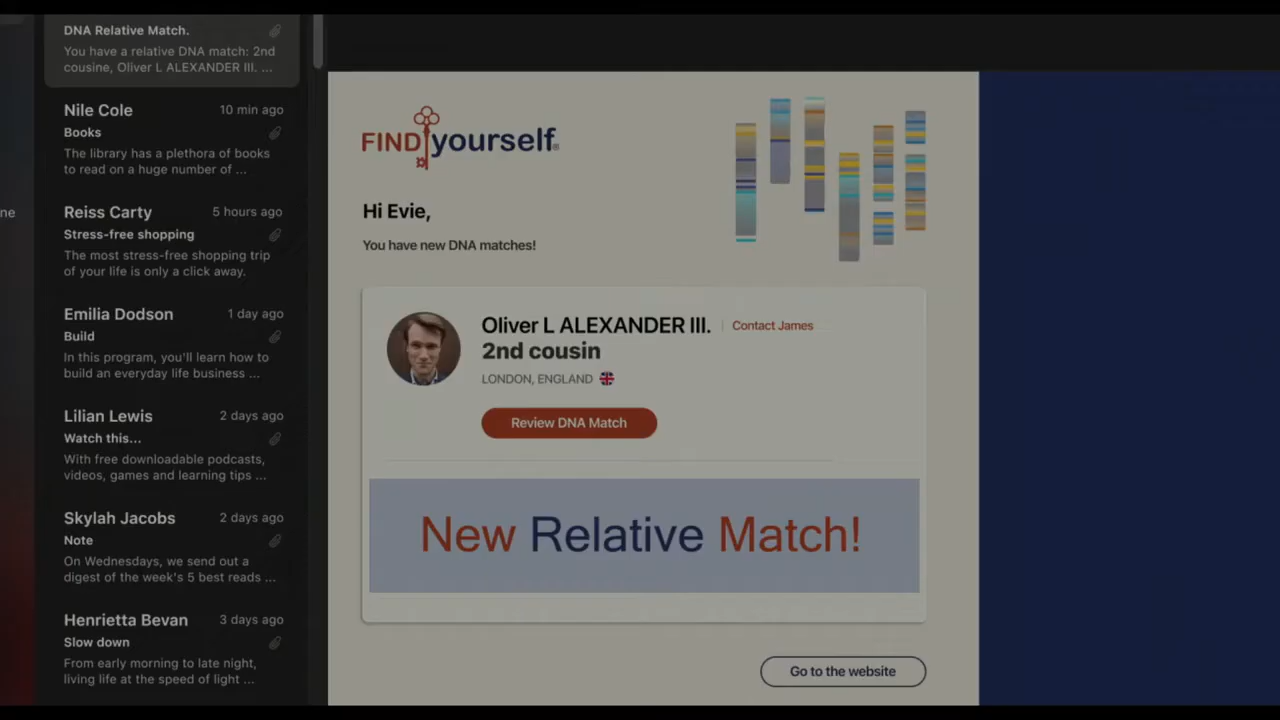 DNA Relative Match.
You have a relative DNA match: 2nd
cousine, Oliver L ALEXANDER III. ...
Nile Cole 10 min ago
Books
The library has a plethora of books
to read on a huge number of ...
Reiss Carty 5 hours ago
Stress-free shopping
The most stress-free shopping trip
of your life is only a click away.
Emilia Dodson 1 day ago
Build
In this program, you'll learn how to
build an everyday life business ...
Lilian Lewis 2 days ago
Watch this...
With free downloadable podcasts,
videos, games and learning tips ...
Skylah Jacobs 2 days ago
Note
On Wednesdays, we send out a
digest of the week's 5 best reads ...
Henrietta Bevan 3 days ago
Slow down
From early morning to late night,
living life at the speed of light ...
ne
FIND yourself®
Hi Evie,
You have new DNA matches!
Oliver L ALEXANDER III. | Contact James
2nd cousin
LONDON, ENGLAND
Review DNA Match
New Relative Match!
Go to the website